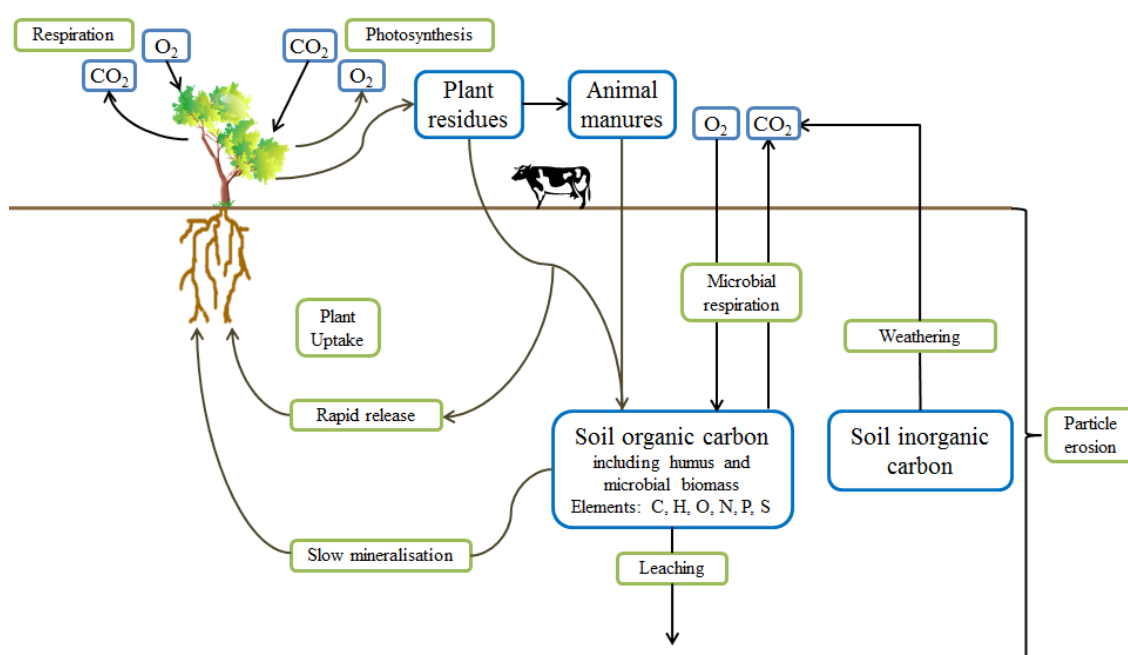 Respiration
O2
CO2
CO2
Photosynthesis
O2
Plant
residues
Animal
manures
O2
CO2
Microbial
respiration
Plant
Uptake
Weathering
Rapid release
Soil organic carbon
including humus and
microbial biomass
Elements: C, H, O, N, P, S
Soil inorganic
carbon
Particle
erosion
Slow mineralisation
Leaching